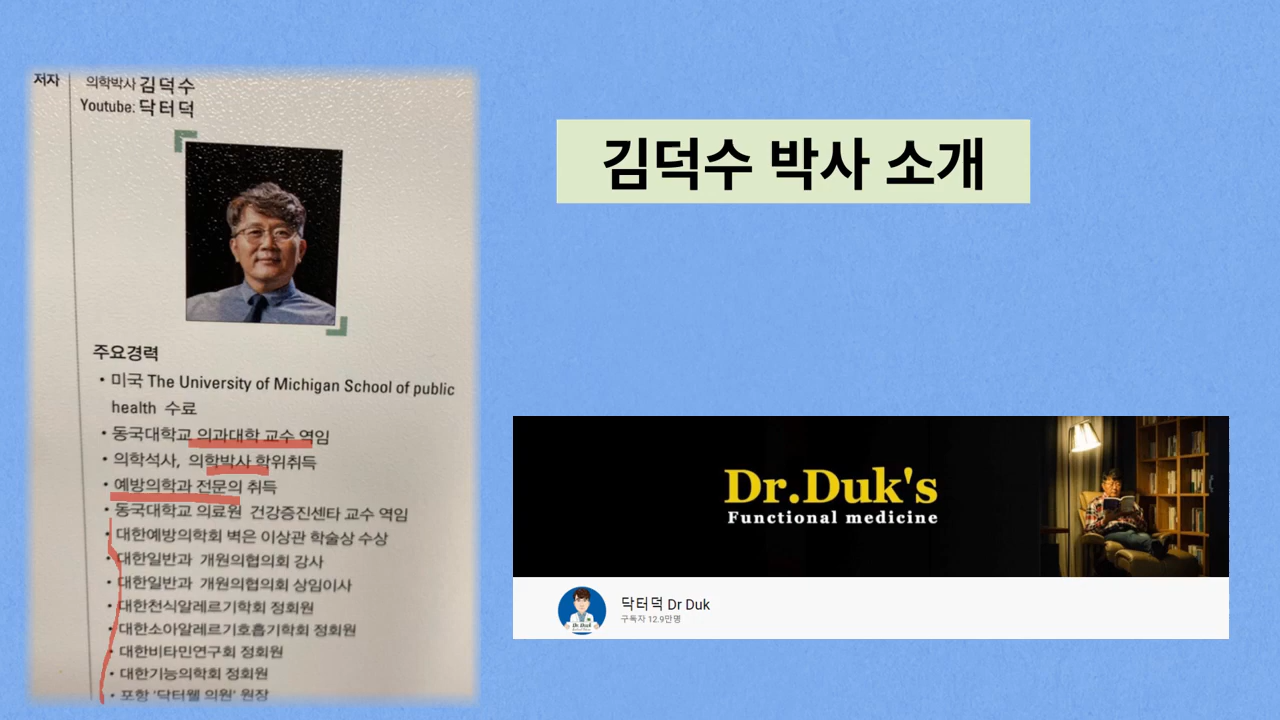 저자
의학박사 김덕수
Youtube: 닥터덕
주요경력
• 미국 The University of Michigan School of public
health 수료
• 동국대학교 의과대학 교수 역임
• 의학석사, 의학박사 학위취득
• 예방의학과 전문의 취득
• 동국대학교 의료원 건강증진센타 교수 역임
• 대한예방의학회 벽은 이상관 학술상 수상
• 대한일반과 개원의협의회 강사
• 대한일반과 개원의협의회 상임이사
• 대한천식알레르기학회 정회원
• 대한소아알레르기호흡기학회 정회원
• 대한비타민연구회 정회원
• 대한기능의학회 정회원
• 포항 '닥터웰 의원' 원장
김덕수 박사 소개
Dr.Duk's
Functional medicine
닥터덕 Dr Duk
구독자 12.9만명